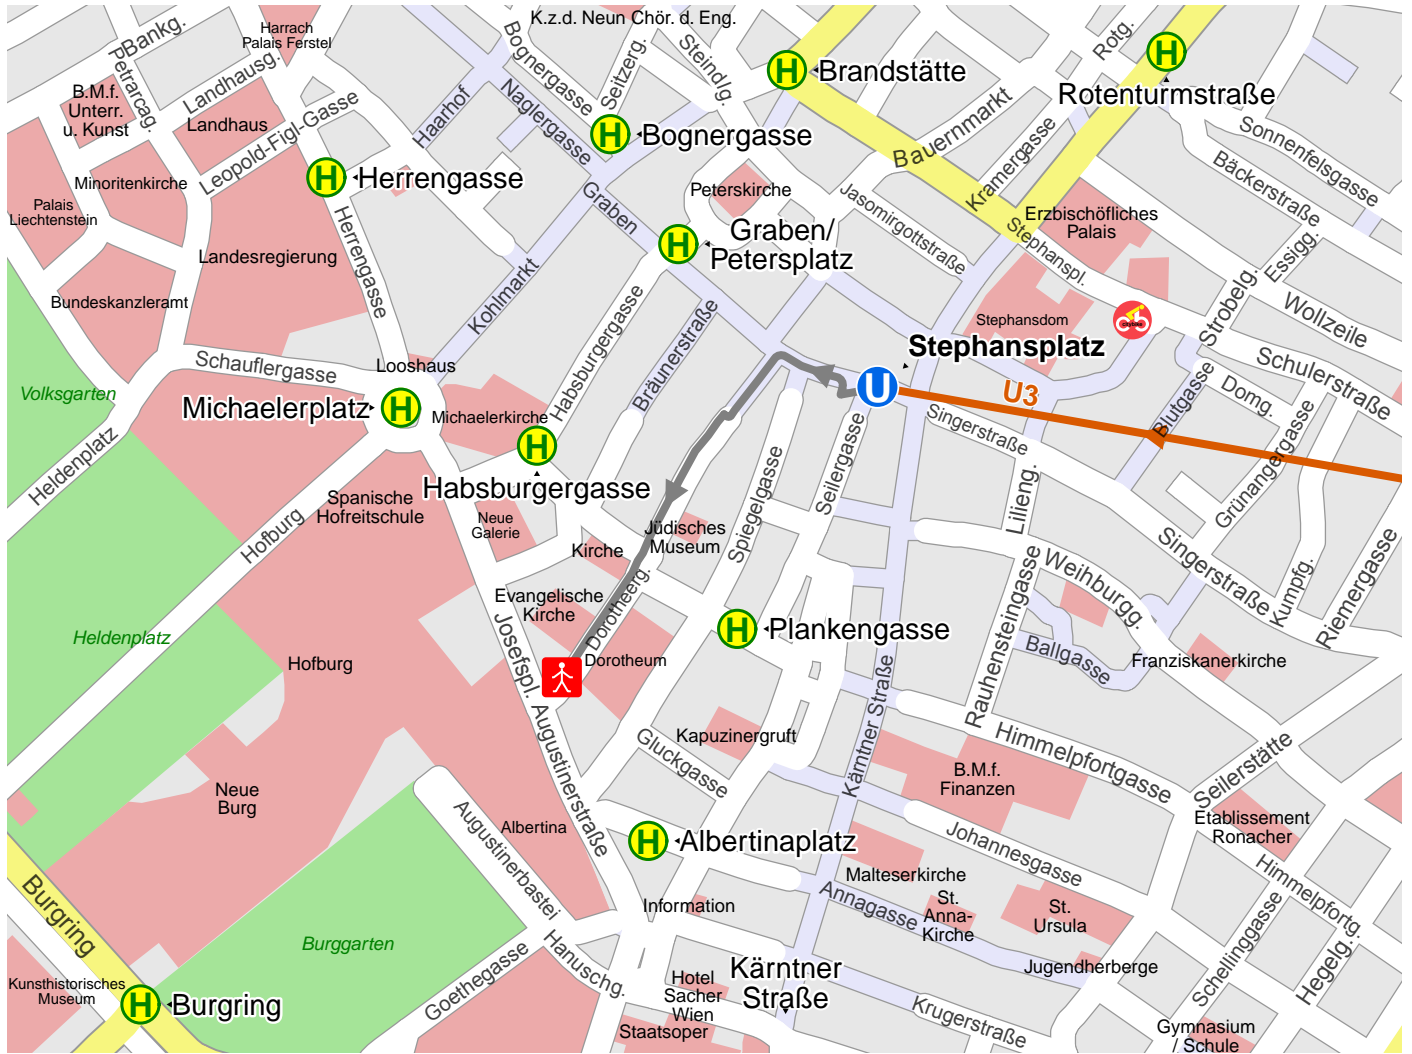 K.z.d. Neun Chör. d. Eng.
Harrach
Palais Ferstel
Bankg.
Petrarcag.
Landhausg.
Bognergasse
Seitzerg.
Steindlg.
Rotg.
H
Brandstätte
H
Rotenturmstraße
B.M.f.
Unterr.
u. Kunst
Landhaus
Leopold-Figl-Gasse
Haarhof
Naglergasse
H
Bognergasse
Bauernmarkt
Kramergasse
Sonnenfelsgasse
Bäckerstraße
Minoritenkirche
H
Herrengasse
Peterskirche
Jasomirgottstraße
Graben
Palais
Liechtenstein
Erzbischöfliches
Palais
H
Graben/
Petersplatz
Stephanspl.
Essigg.
Landesregierung
Herrengasse
Kohlmarkt
Habsburgergasse
Bräunerstraße
Strobelg.
Wollzeile
Bundeskanzleramt
Stephansdom
citybike
Stephansplatz
Schauflergasse
Looshaus
Schulerstraße
Volksgarten
U
U3
Domg.
Blutgasse
Michaelerplatz
H
Michaelerkirche
Singerstraße
Grünangergasse
Heldenplatz
H
Habsburgergasse
Seilergasse
Spiegelgasse
Lilieng.
Spanische
Hofreitschule
Hofburg
Neue
Galerie
Jüdisches
Museum
Kirche
Weihburgg.
Singerstraße
Kumpfg.
Riemergasse
Evangelische
Kirche
Dorotheerg.
Rauhensteingasse
Heldenplatz
Hofburg
Josefspl.
Dorotheum
H
Plankengasse
Ballgasse
Franziskanerkirche
Kärntner Straße
Augustinerstraße
Kapuzinergruft
Gluckgasse
Himmelpfortgasse
Seilerstätte
B.M.f.
Finanzen
Neue
Burg
Etablissement
Ronacher
Augustinerbastei
Albertina
H
Albertinaplatz
Johannesgasse
Malteserkirche
Himmelpfortg.
Annagasse
St.
Anna-
Kirche
St.
Ursula
Burgring
Information
Burggarten
Hanuschg.
Goethegasse
Jugendherberge
Schellinggasse
Hegelg.
Kunsthistorisches
Museum
H
Burgring
Hotel
Sacher
Wien
Kärntner
Straße
Staatsoper
Krugerstraße
Gymnasium
/ Schule